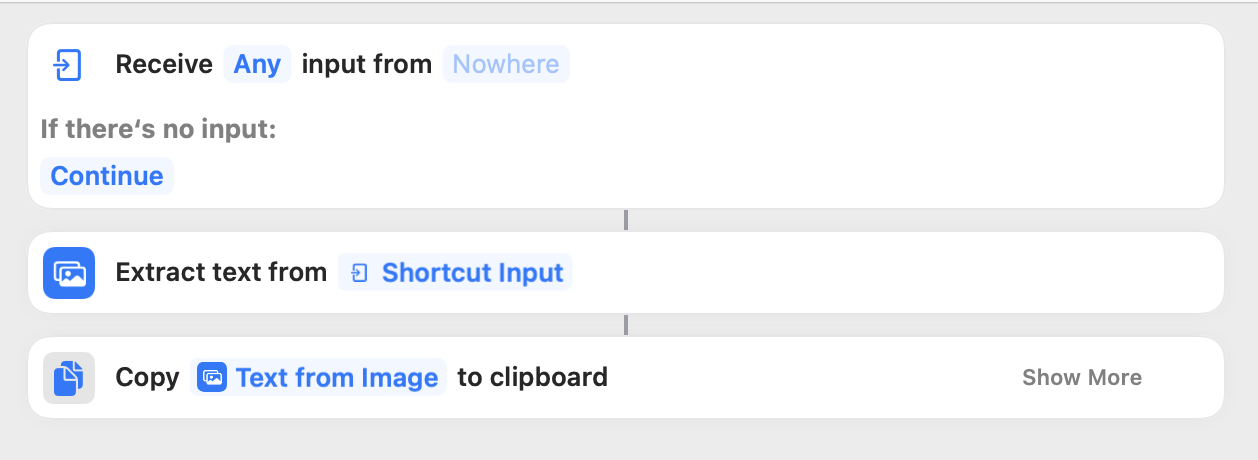 Receive Any input from Nowhere
If there‘s no input:
Continue
Extract text from Shortcut Input
Copy Text from Image to clipboard Show More